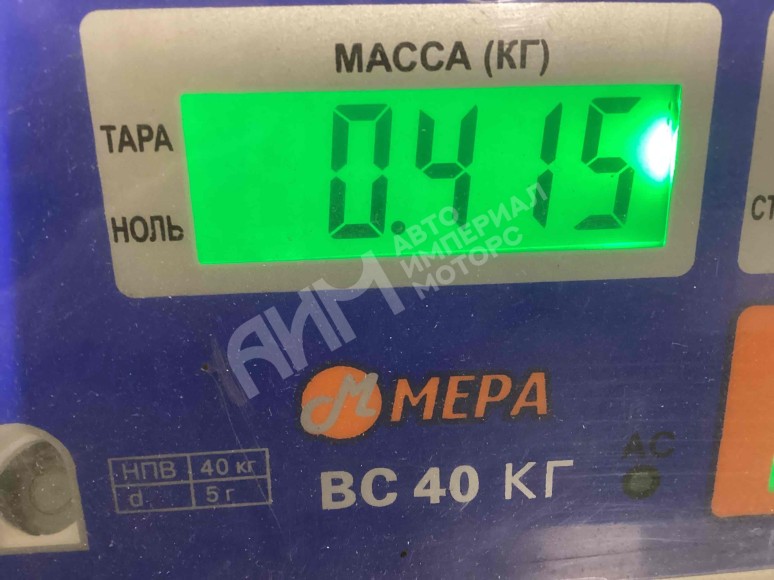 МАССА (КГ)
ТАРА
0.415
НОЛЬ
СТ
АИМ АВТО
ИМПЕРИАЛ
МОТОРС
М МЕРА
НПВ 40 кг
d 5 г
ВС 40 КГ
АС